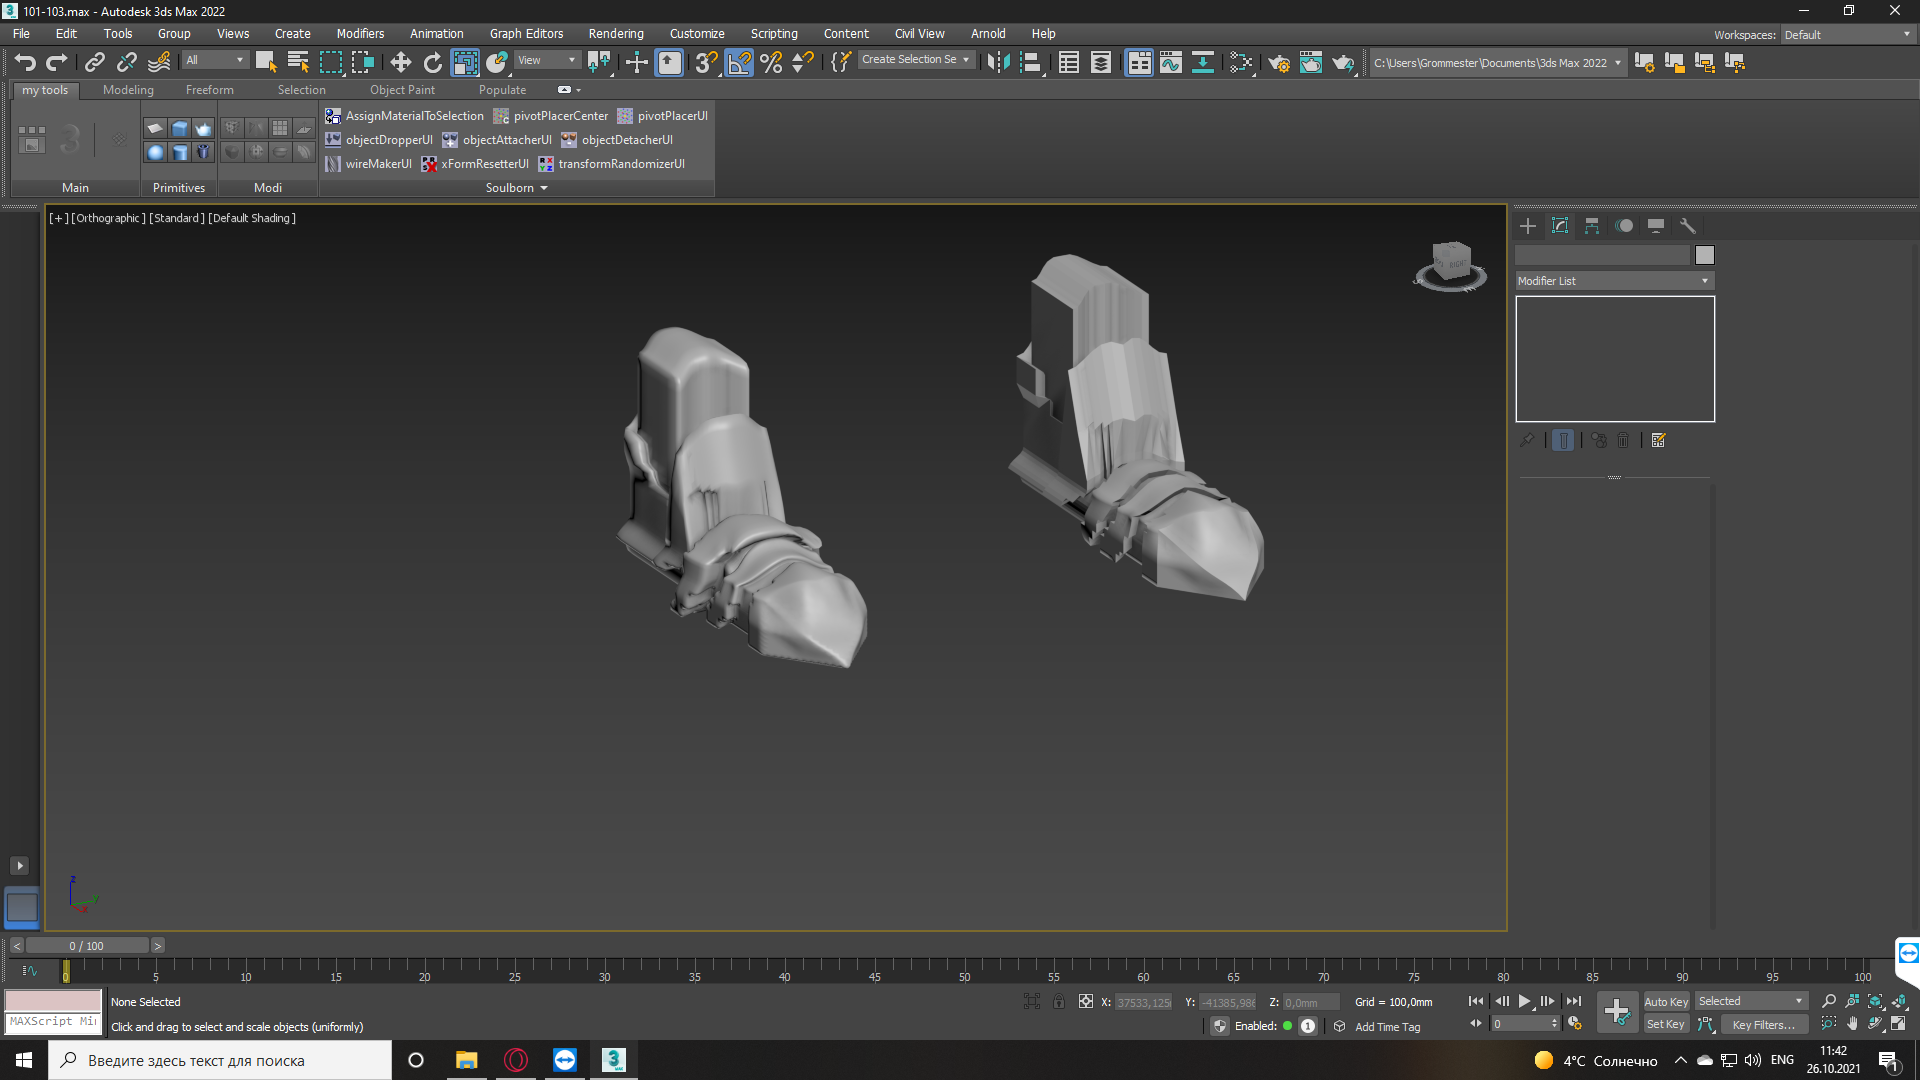 101-103.max - Autodesk 3ds Max 2022
File Edit Tools Group Views Create Modifiers Animation Graph Editors Rendering Customize Scripting Content Civil View Arnold Help
Workspaces: Default
All View Create Selection Se C:\Users\Grommester\Documents\3ds Max 2022
my tools Modeling Freeform Selection Object Paint Populate
AssignMaterialToSelection pivotPlacerCenter pivotPlacerUI
objectDropperUI objectAttacherUI objectDetacherUI
wireMakerUI xFormResetterUI transformRandomizerUI
Main Primitives Modi Soulborn
[+] [Orthographic] [Standard] [Default Shading]
RIGHT
Modifier List
z
y
0 / 100
0 5 10 15 20 25 30 35 40 45 50 55 60 65 70 75 80 85 90 95 100
None Selected
X: 37533,125 Y: -41385,986 Z: 0,0mm Grid = 100,0mm
Auto Key Selected
MAXScript Mi
Click and drag to select and scale objects (uniformly)
Enabled: 1 Add Time Tag
0
Set Key Key Filters...
Введите здесь текст для поиска
4°C Солнечно
ENG
11:42
26.10.2021
1